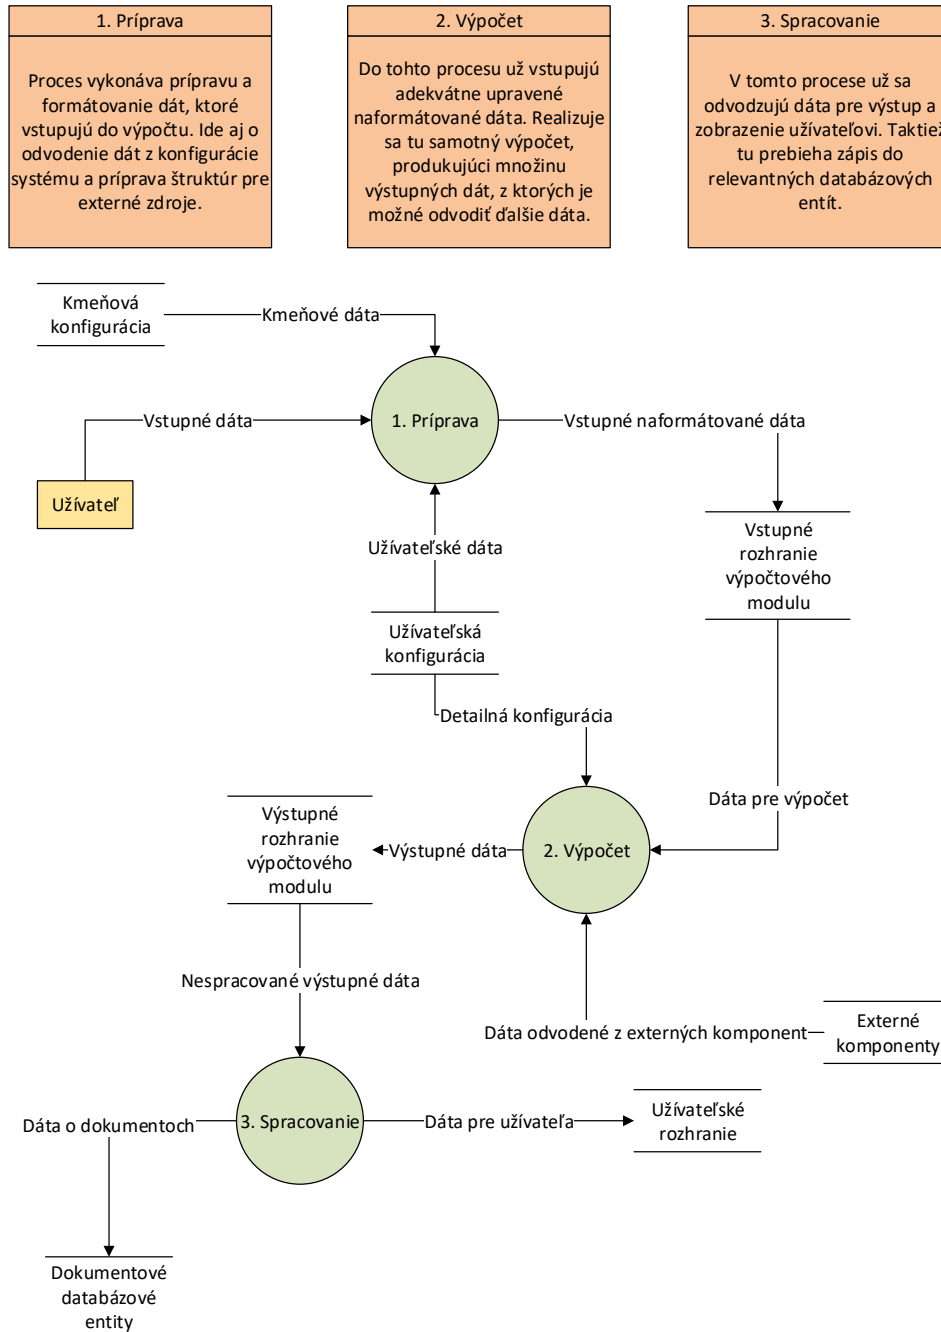 1. Príprava
Proces vykonáva prípravu a
formátovanie dát, ktoré
vstupujú do výpočtu. Ide aj o
odvodenie dát z konfigurácie
systému a príprava štruktúr pre
externé zdroje.
2. Výpočet
Do tohto procesu už vstupujú
adekvátne upravené
naformátované dáta. Realizuje
sa tu samotný výpočet,
produkujúci množinu
výstupných dát, z ktorých je
možné odvodiť ďalšie dáta.
3. Spracovanie
V tomto procese už sa
odvodzujú dáta pre výstup a
zobrazenie užívateľovi. Taktiež
tu prebieha zápis do
relevantných databázových
entít.
Kmeňová
konfigurácia
Kmeňové dáta
Vstupné dáta
1. Príprava
Vstupné naformátované dáta
Užívateľ
Užívateľské dáta
Vstupné
rozhranie
výpočtového
modulu
Užívateľská
konfigurácia
Detailná konfigurácia
Dáta pre výpočet
Výstupné
rozhranie
výpočtového
modulu
Výstupné dáta
2. Výpočet
Nespracované výstupné dáta
Dáta odvodené z externých komponent
Externé
komponenty
Dáta o dokumentoch
3. Spracovanie
Dáta pre užívateľa
Užívateľské
rozhranie
Dokumentové
databázové
entity